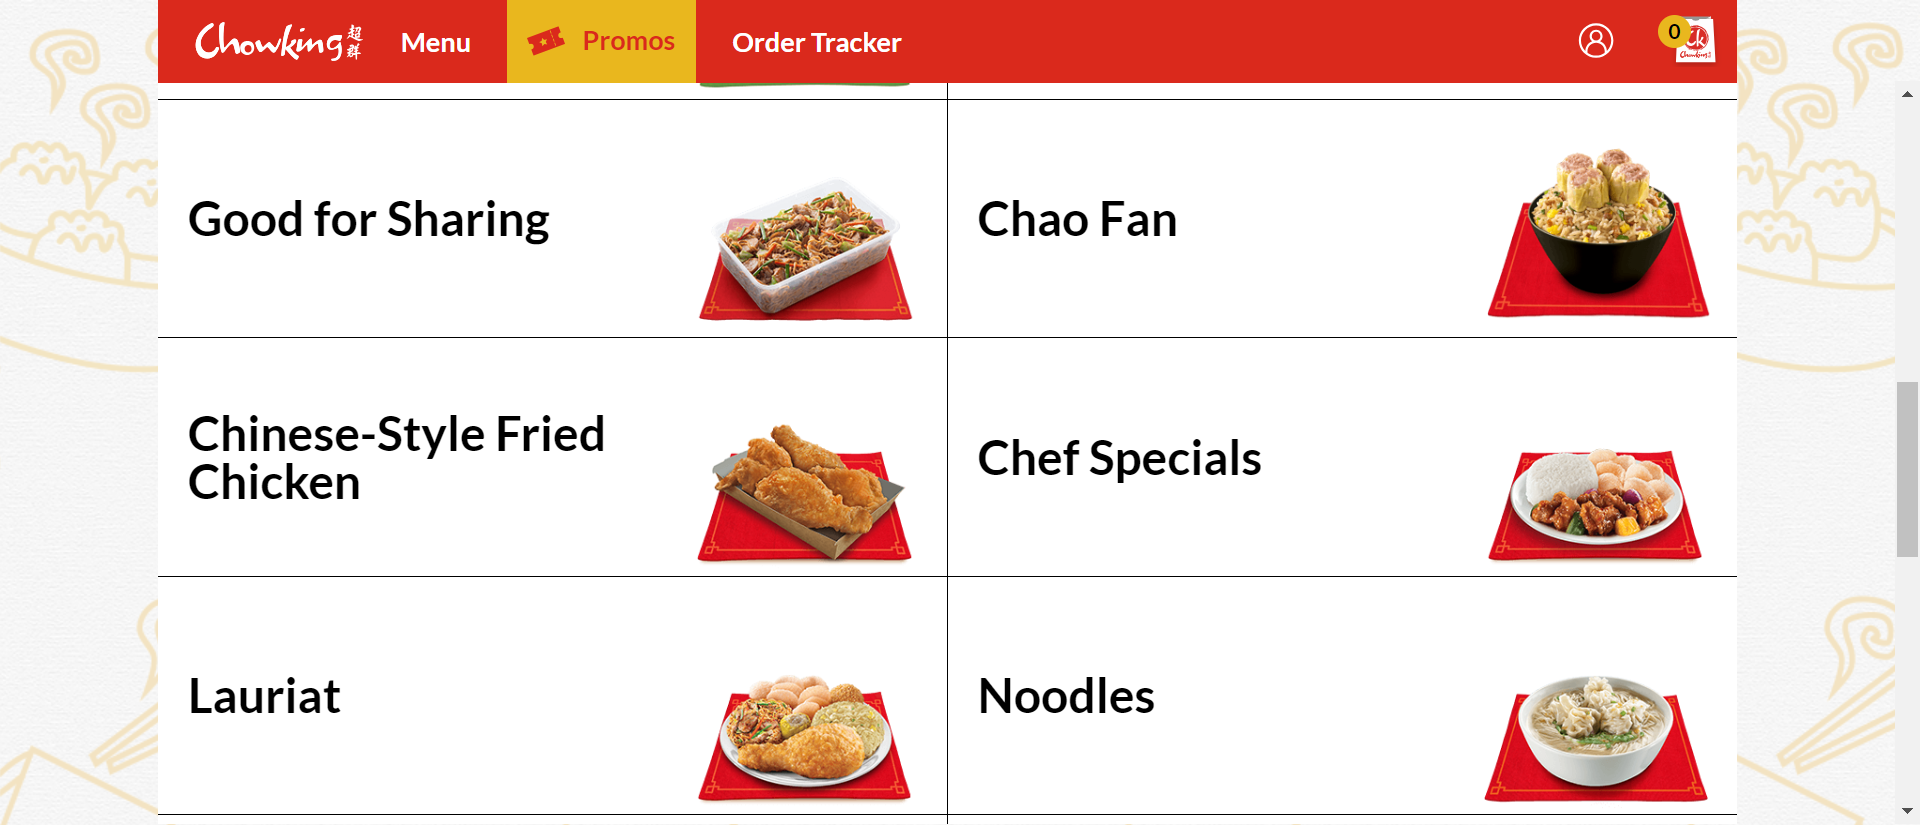 Chowking 超群
Menu
Promos
Order Tracker
0
Chowking
Good for Sharing
Chao Fan
Chinese-Style Fried
Chicken
Chef Specials
Lauriat
Noodles